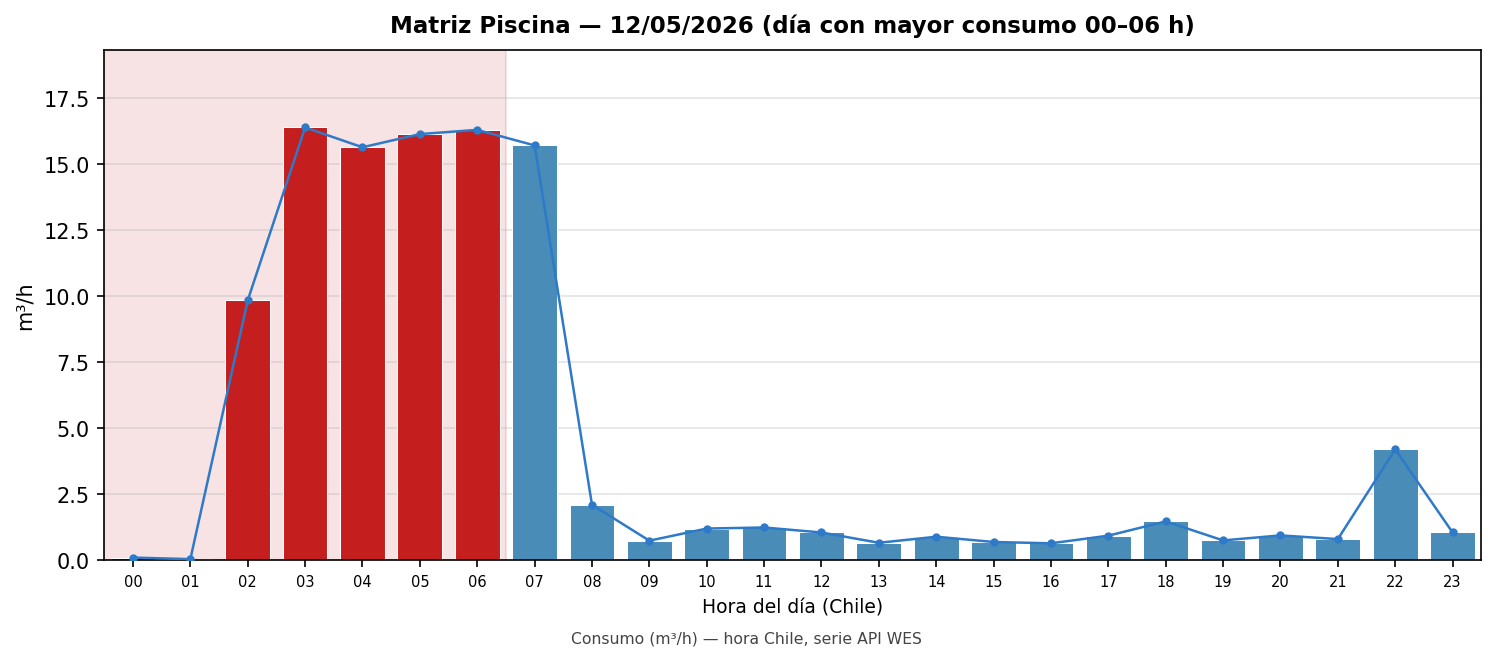 Matriz Piscina — 12/05/2026 (día con mayor consumo 00–06 h)
m³/h
17.5
15.0
12.5
10.0
7.5
5.0
2.5
0.0
00 01 02 03 04 05 06 07 08 09 10 11 12 13 14 15 16 17 18 19 20 21 22 23
Hora del día (Chile)
Consumo (m³/h) — hora Chile, serie API WES